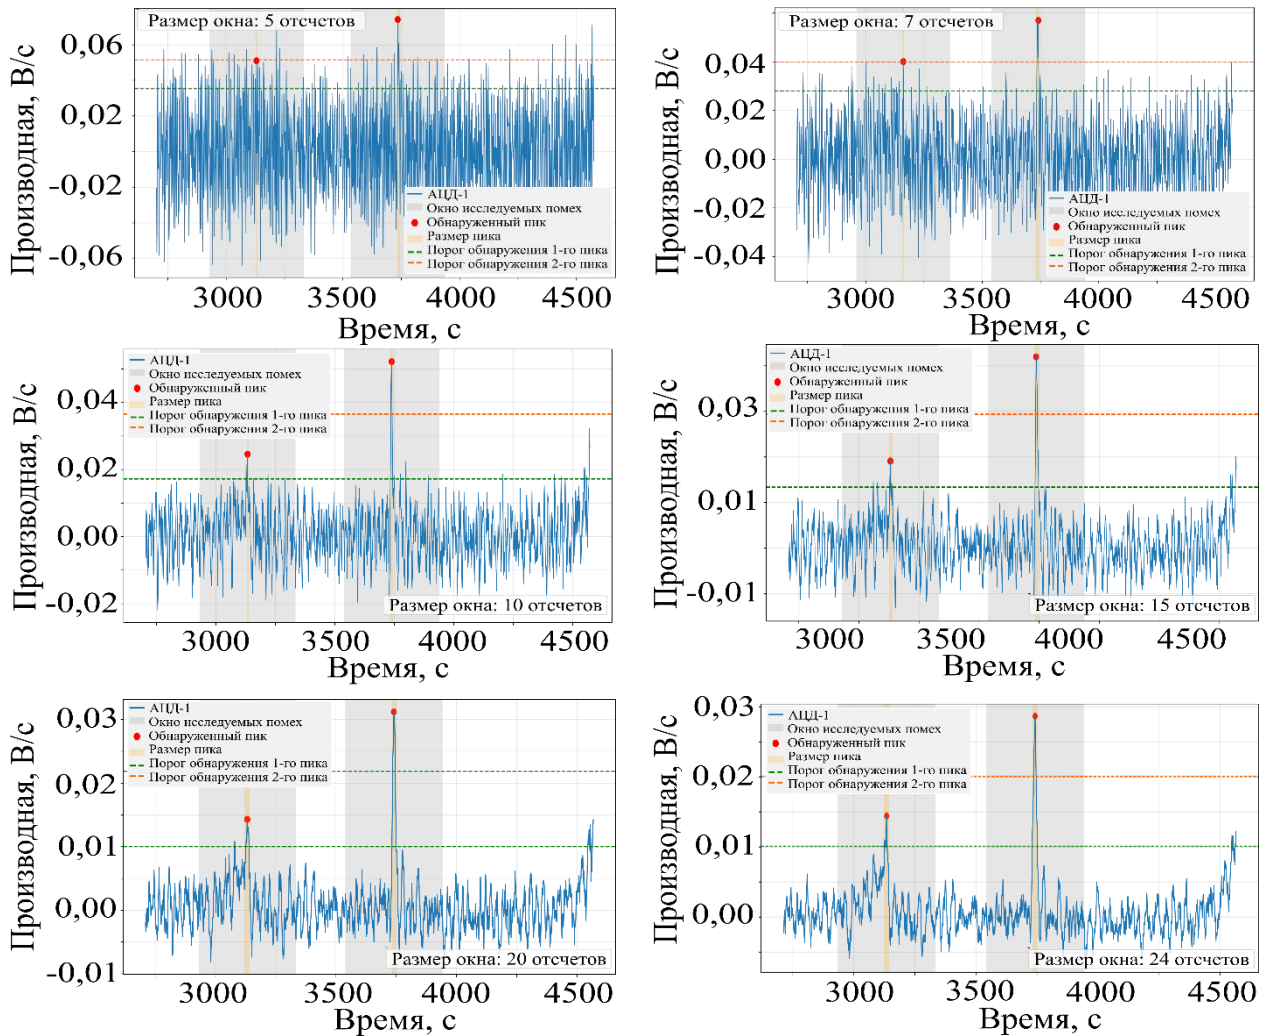 Размер окна: 5 отсчетов
Производная, В/с
0,06
0,02
-0,02
-0,06
АЦД-1
Окно исследуемых помех
Обнаруженный пик
Размер пика
Порог обнаружения 1-го пика
Порог обнаружения 2-го пика
3000 3500 4000 4500
Время, с
Размер окна: 7 отсчетов
Производная, В/с
0,04
0,02
0,00
-0,02
-0,04
АЦД-1
Окно исследуемых помех
Обнаруженный пик
Размер пика
Порог обнаружения 1-го пика
Порог обнаружения 2-го пика
3000 3500 4000 4500
Время, с
АЦД-1
Окно исследуемых помех
Обнаруженный пик
Размер пика
Порог обнаружения 1-го пика
Порог обнаружения 2-го пика
Производная, В/с
0,04
0,02
0,00
-0,02
Размер окна: 10 отсчетов
3000 3500 4000 4500
Время, с
АЦД-1
Окно исследуемых помех
Обнаруженный пик
Размер пика
Порог обнаружения 1-го пика
Порог обнаружения 2-го пика
Производная, В/с
0,03
0,01
-0,01
Размер окна: 15 отсчетов
3000 3500 4000 4500
Время, с
АЦД-1
Окно исследуемых помех
Обнаруженный пик
Размер пика
Порог обнаружения 1-го пика
Порог обнаружения 2-го пика
Производная, В/с
0,03
0,02
0,01
0,00
-0,01
Размер окна: 20 отсчетов
3000 3500 4000 4500
Время, с
АЦД-1
Окно исследуемых помех
Обнаруженный пик
Размер пика
Порог обнаружения 1-го пика
Порог обнаружения 2-го пика
Производная, В/с
0,03
0,02
0,01
0,00
Размер окна: 24 отсчетов
3000 3500 4000 4500
Время, с